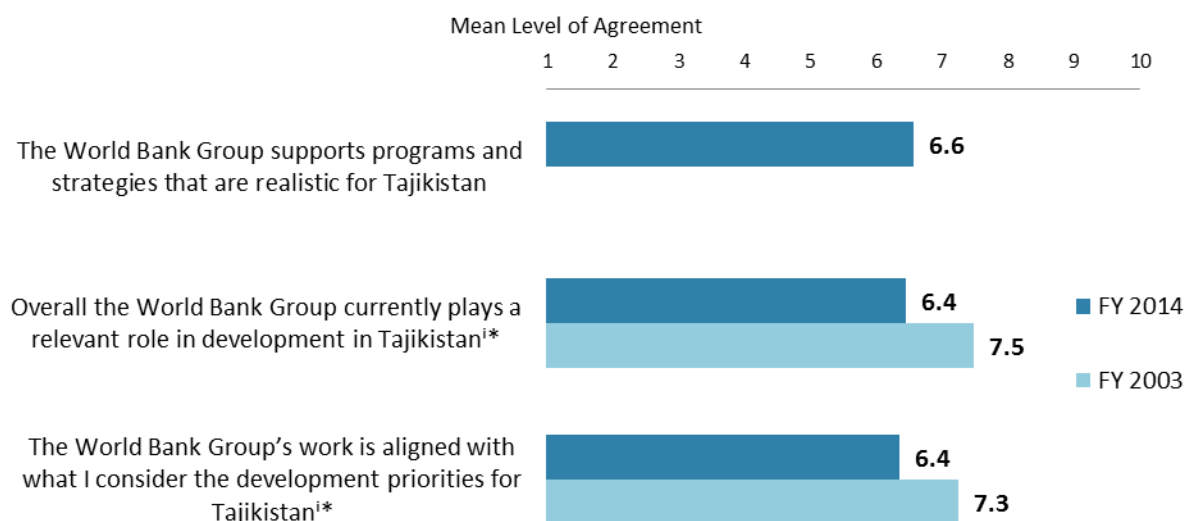 Mean Level of Agreement
1 2 3 4 5 6 7 8 9 10
The World Bank Group supports programs and
strategies that are realistic for Tajikistan
6.6
Overall the World Bank Group currently plays a
relevant role in development in Tajikistanⁱ*
6.4
7.5
FY 2014
FY 2003
The World Bank Group’s work is aligned with
what I consider the development priorities for
Tajikistanⁱ*
6.4
7.3